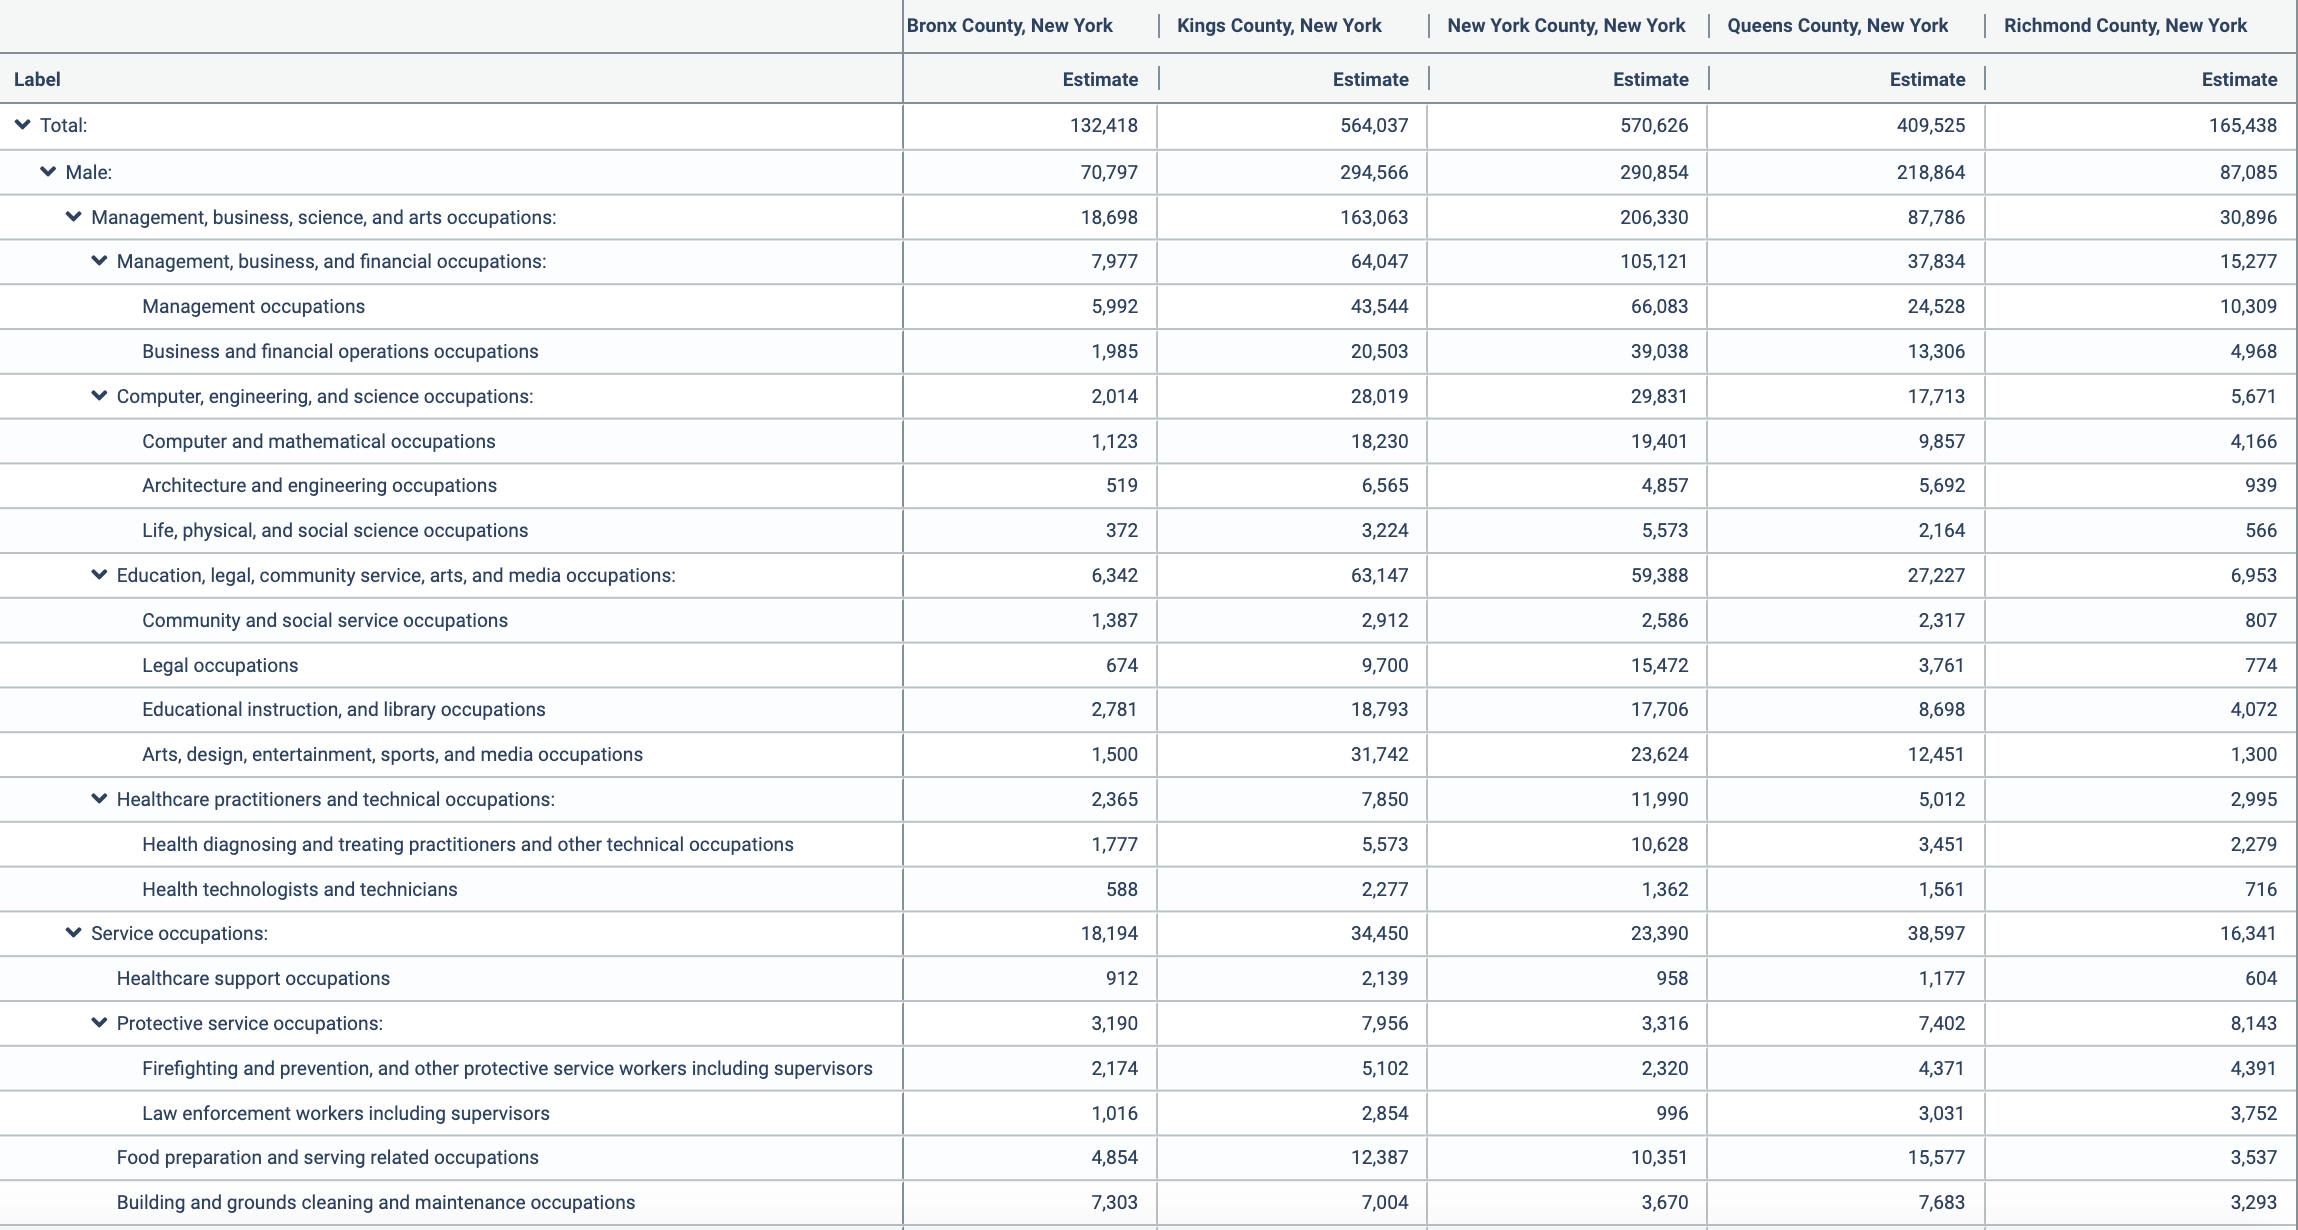 Bronx County, New York Kings County, New York New York County, New York Queens County, New York Richmond County, New York
Label Estimate Estimate Estimate Estimate Estimate
Total: 132,418 564,037 570,626 409,525 165,438
Male: 70,797 294,566 290,854 218,864 87,085
Management, business, science, and arts occupations: 18,698 163,063 206,330 87,786 30,896
Management, business, and financial occupations: 7,977 64,047 105,121 37,834 15,277
Management occupations 5,992 43,544 66,083 24,528 10,309
Business and financial operations occupations 1,985 20,503 39,038 13,306 4,968
Computer, engineering, and science occupations: 2,014 28,019 29,831 17,713 5,671
Computer and mathematical occupations 1,123 18,230 19,401 9,857 4,166
Architecture and engineering occupations 519 6,565 4,857 5,692 939
Life, physical, and social science occupations 372 3,224 5,573 2,164 566
Education, legal, community service, arts, and media occupations: 6,342 63,147 59,388 27,227 6,953
Community and social service occupations 1,387 2,912 2,586 2,317 807
Legal occupations 674 9,700 15,472 3,761 774
Educational instruction, and library occupations 2,781 18,793 17,706 8,698 4,072
Arts, design, entertainment, sports, and media occupations 1,500 31,742 23,624 12,451 1,300
Healthcare practitioners and technical occupations: 2,365 7,850 11,990 5,012 2,995
Health diagnosing and treating practitioners and other technical occupations 1,777 5,573 10,628 3,451 2,279
Health technologists and technicians 588 2,277 1,362 1,561 716
Service occupations: 18,194 34,450 23,390 38,597 16,341
Healthcare support occupations 912 2,139 958 1,177 604
Protective service occupations: 3,190 7,956 3,316 7,402 8,143
Firefighting and prevention, and other protective service workers including supervisors 2,174 5,102 2,320 4,371 4,391
Law enforcement workers including supervisors 1,016 2,854 996 3,031 3,752
Food preparation and serving related occupations 4,854 12,387 10,351 15,577 3,537
Building and grounds cleaning and maintenance occupations 7,303 7,004 3,670 7,683 3,293